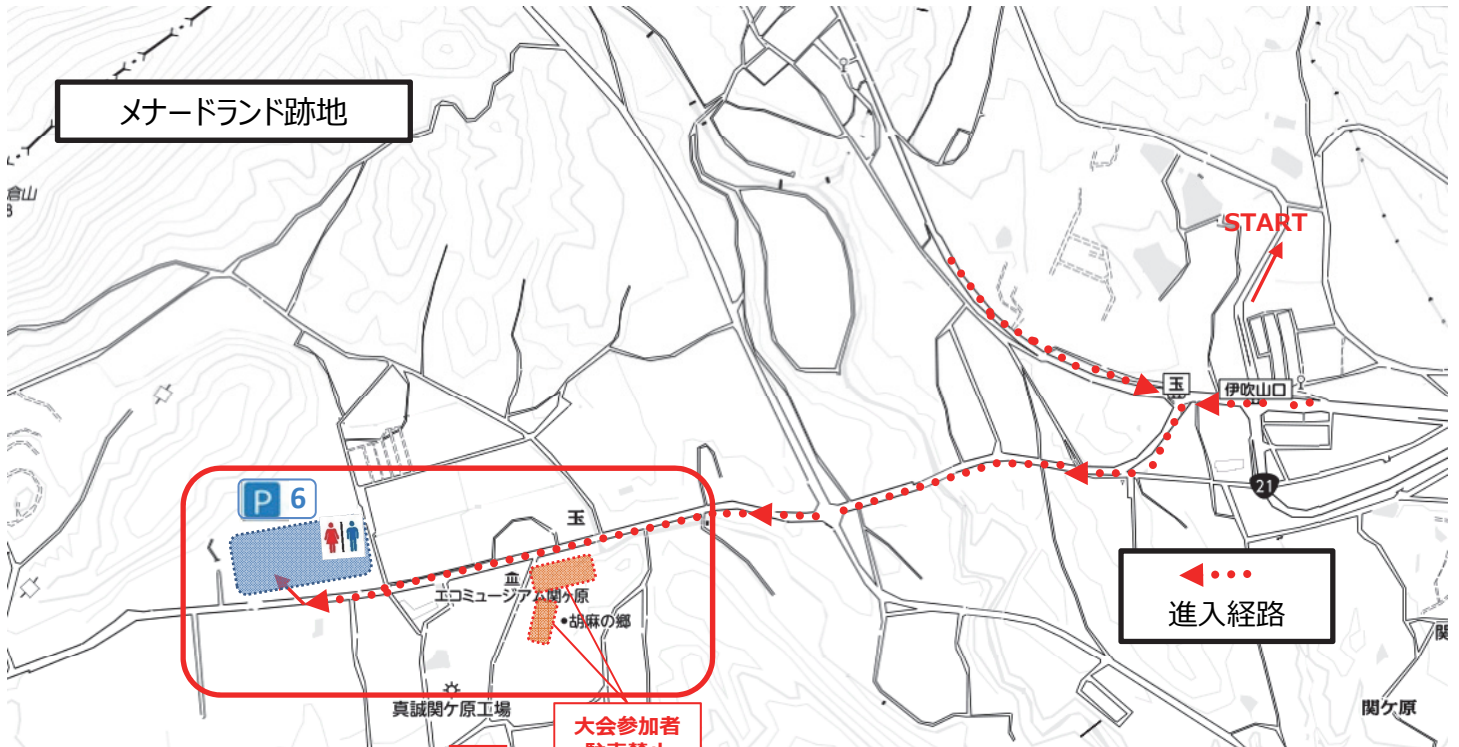 メナードランド跡地
倉山
START
玉
伊吹山口
21
P 6
玉
エコミュージアム関ケ原
•胡麻の郷
進入経路
関
真誠関ケ原工場
関ケ原
大会参加者